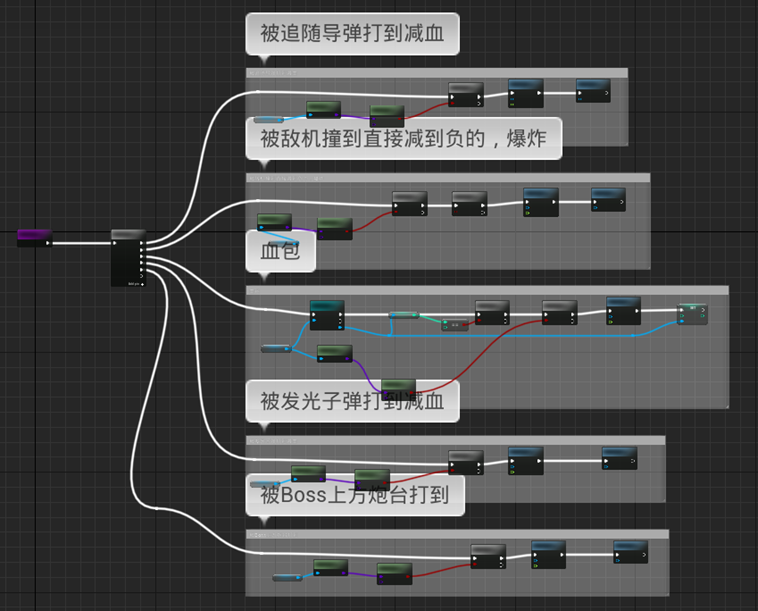 被追随导弹打到减血
被敌机撞到直接减到负的，爆炸
血包
被发光子弹打到减血
被Boss上方炮台打到